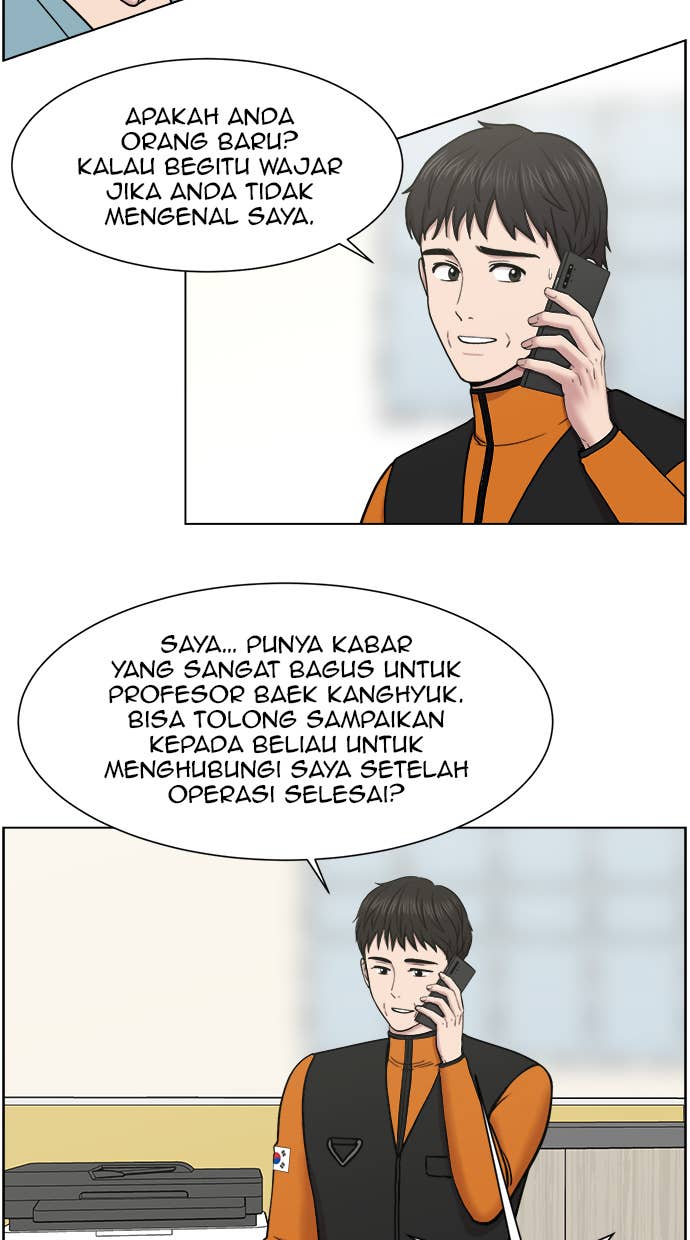 APAKAH ANDA
ORANG BARU?
KALAU BEGITU WAJAR
JIKA ANDA TIDAK
MENGENAL SAYA.
SAYA... PUNYA KABAR
YANG SANGAT BAGUS UNTUK
PROFESOR BAEK KANGHYUK.
BISA TOLONG SAMPAIKAN
KEPADA BELIAU UNTUK
MENGHUBUNGI SAYA SETELAH
OPERASI SELESAI?